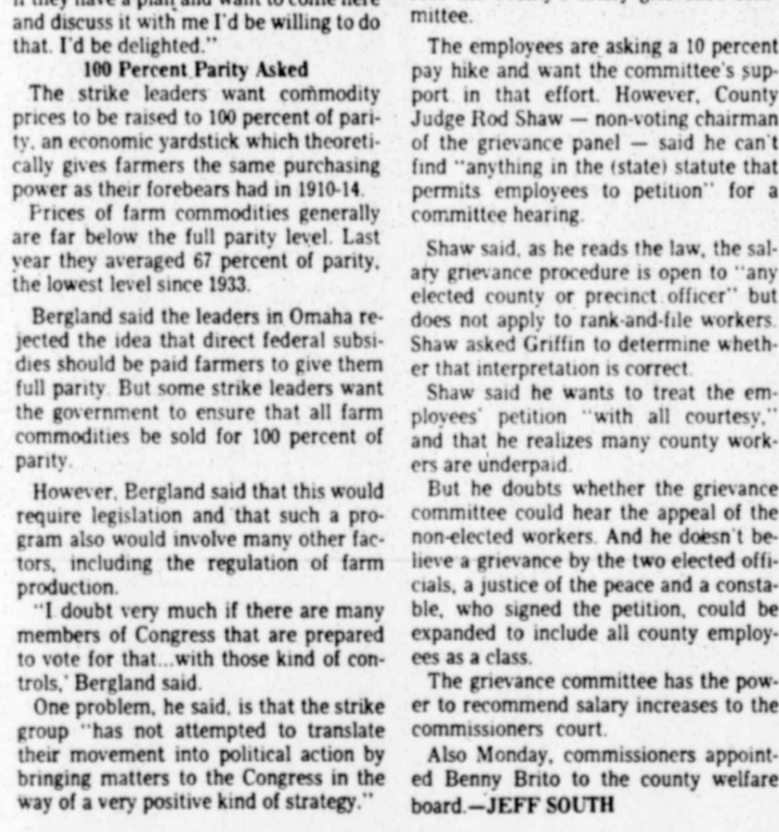 if they have a plan and want to come here
and discuss it with me I'd be willing to do
that. I'd be delighted."
100 Percent Parity Asked
The strike leaders want commodity
prices to be raised to 100 percent of pari-
ty, an economic yardstick which theoreti-
cally gives farmers the same purchasing
power as their forebears had in 1910-14.
Prices of farm commodities generally
are far below the full parity level. Last
year they averaged 67 percent of parity,
the lowest level since 1933.
Bergland said the leaders in Omaha re-
jected the idea that direct federal subsi-
dies should be paid farmers to give them
full parity. But some strike leaders want
the government to ensure that all farm
commodities be sold for 100 percent of
parity.
However, Bergland said that this would
require legislation and that such a pro-
gram also would involve many other fac-
tors, including the regulation of farm
production.
"I doubt very much if there are many
members of Congress that are prepared
to vote for that...with those kind of con-
trols,' Bergland said.
One problem, he said, is that the strike
group "has not attempted to translate
their movement into political action by
bringing matters to the Congress in the
way of a very positive kind of strategy."
mittee.
The employees are asking a 10 percent
pay hike and want the committee's sup-
port in that effort. However, County
Judge Rod Shaw — non-voting chairman
of the grievance panel — said he can't
find "anything in the (state) statute that
permits employees to petition" for a
committee hearing.
Shaw said, as he reads the law, the sal-
ary grievance procedure is open to "any
elected county or precinct officer" but
does not apply to rank-and-file workers.
Shaw asked Griffin to determine wheth-
er that interpretation is correct.
Shaw said he wants to treat the em-
ployees' petition "with all courtesy,"
and that he realizes many county work-
ers are underpaid.
But he doubts whether the grievance
committee could hear the appeal of the
non-elected workers. And he doesn't be-
lieve a grievance by the two elected offi-
cials, a justice of the peace and a consta-
ble, who signed the petition, could be
expanded to include all county employ-
ees as a class.
The grievance committee has the pow-
er to recommend salary increases to the
commissioners court.
Also Monday, commissioners appoint-
ed Benny Brito to the county welfare
board.—JEFF SOUTH